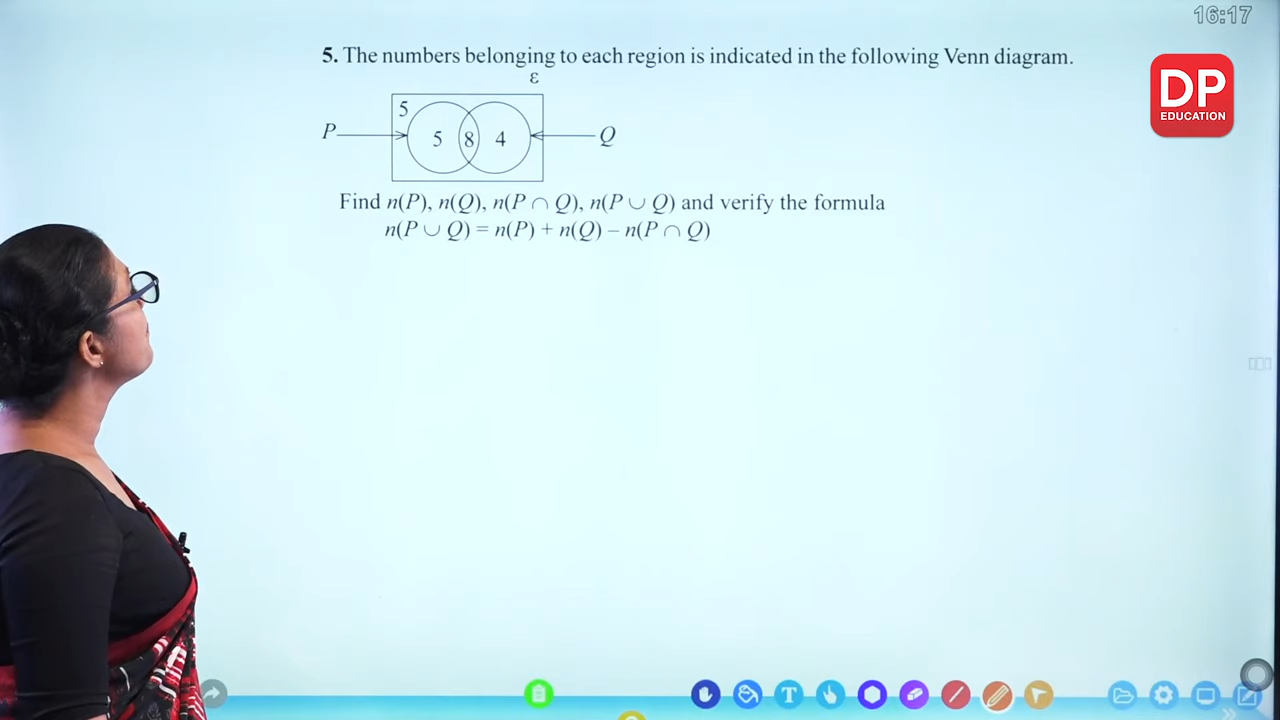 16:17
5. The numbers belonging to each region is indicated in the following Venn diagram.
ε
5
P
5 8 4
Q
Find n(P), n(Q), n(P ∩ Q), n(P ∪ Q) and verify the formula
n(P ∪ Q) = n(P) + n(Q) – n(P ∩ Q)
DP
EDUCATION